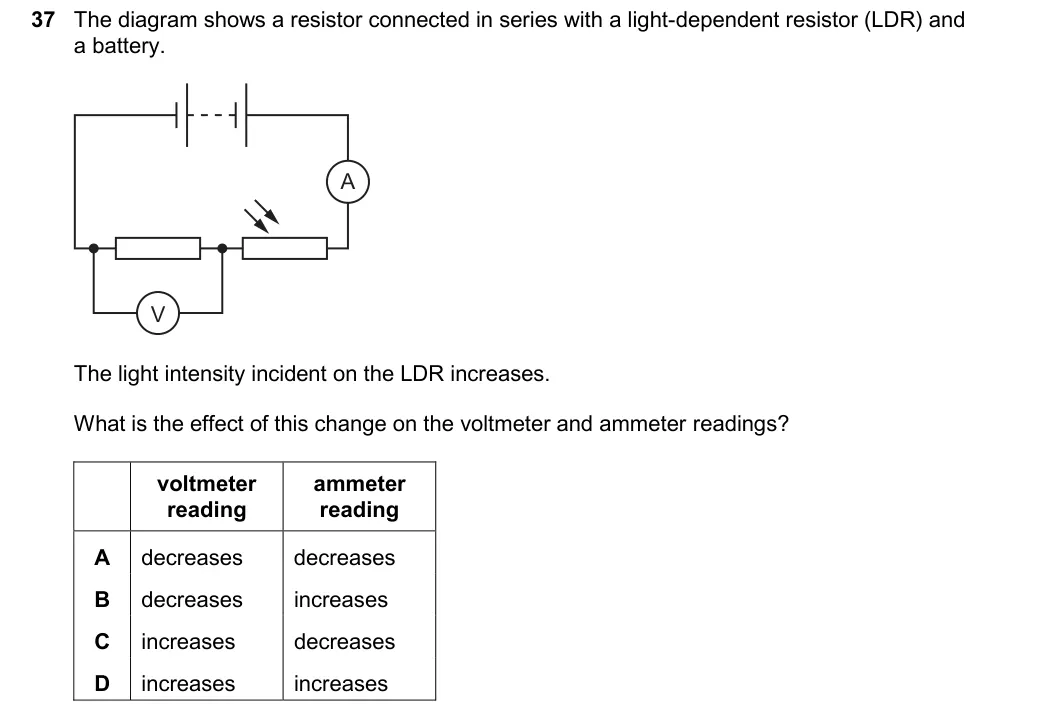 37 The diagram shows a resistor connected in series with a light-dependent resistor (LDR) and
a battery.
A
V
The light intensity incident on the LDR increases.
What is the effect of this change on the voltmeter and ammeter readings?
voltmeter reading ammeter reading
A decreases decreases
B decreases increases
C increases decreases
D increases increases